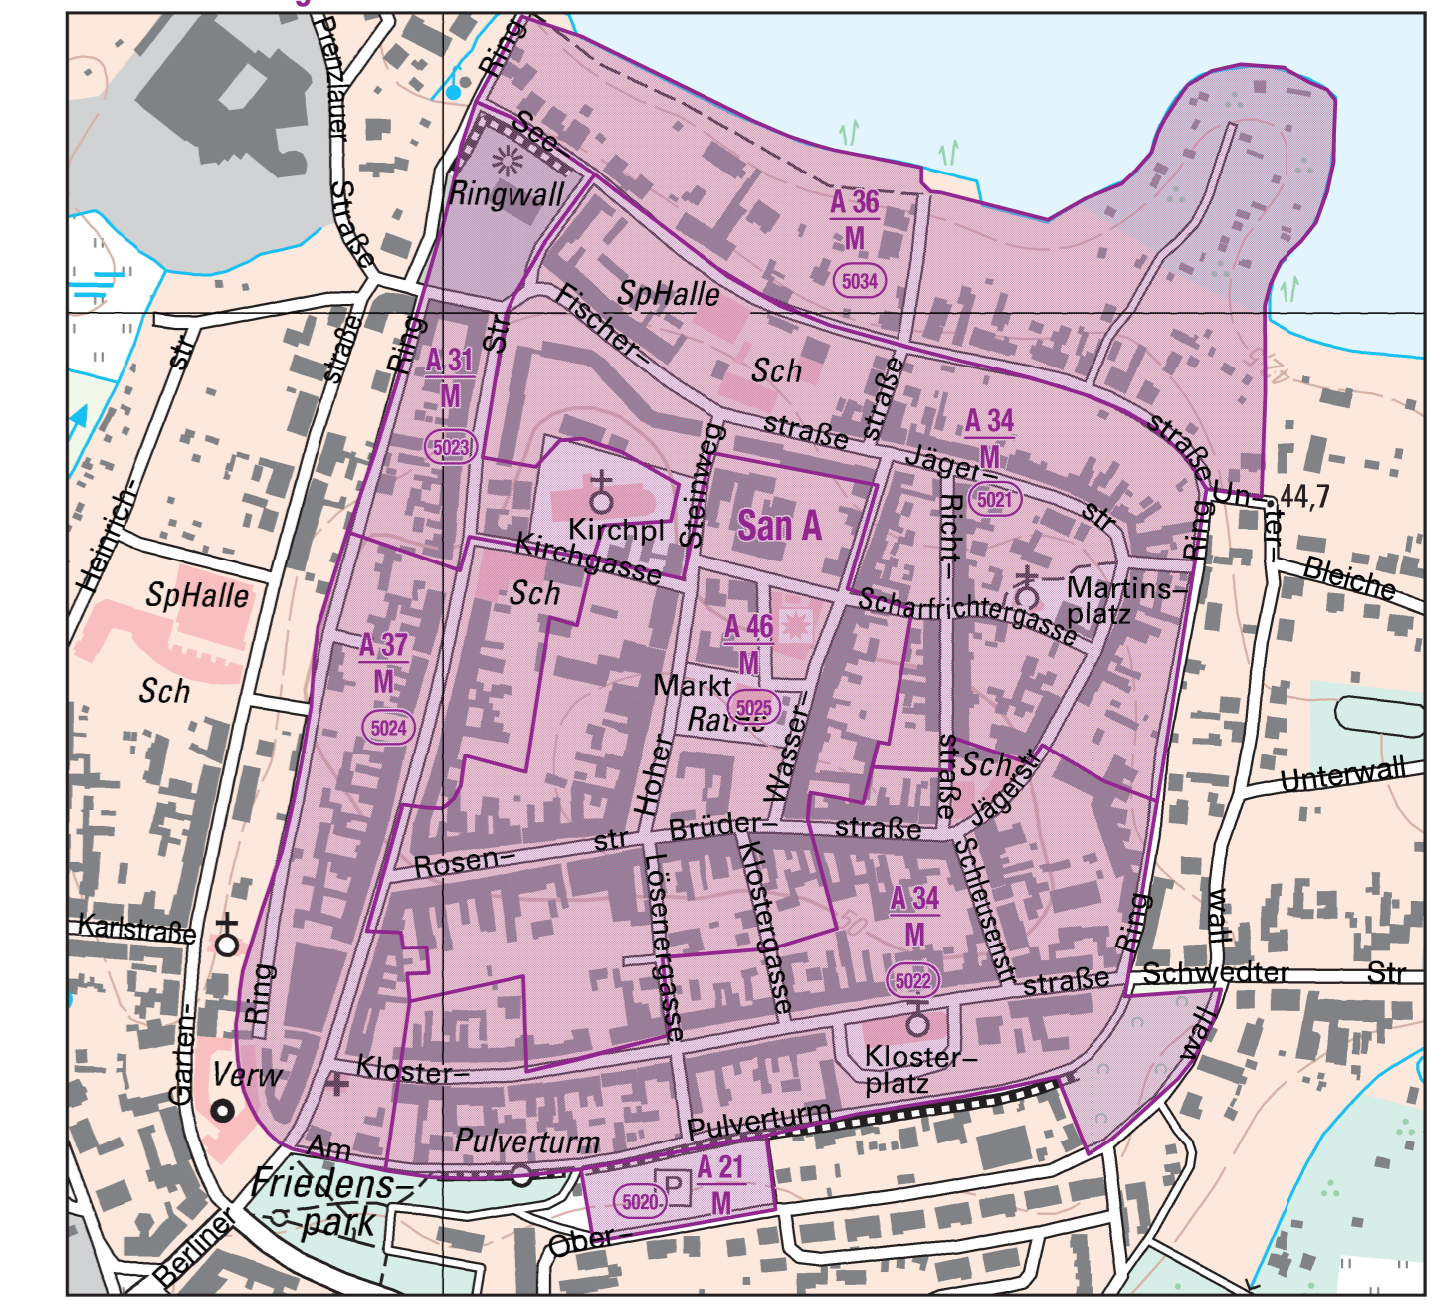 Prenzlauer
Straße
Ring
See–
Ringwall
A 36
M
5034
SpHalle
Fischer–
Sch
straße
straße
str
straße
Ring
Str
A 31
M
5023
A 34
M
5021
Jäger–
str
straße
Un–
ter–
44,7
42,5
Ring
Bleiche
Steinweg
San A
Kirchpl
Kirchgasse
Richt–
straße
Martins–
platz
Scharfrichtergasse
Heinrich-
SpHalle
Sch
Sch
A 37
M
5024
A 46
M
5025
Markt
Hoher
Wasser–
Sch
Jägerstr
Unterwall
Rosen–
str
Brüder–
straße
Lösenergasse
Klostergasse
Schleusenstr
50
A 34
M
5022
Ring
wall
Karlstraße
Ring
Garten-
straße
Schwedter
Str
wall
Verw
Kloster–
Kloster–
platz
Am
Pulverturm
Pulverturm
A 21
M
5020
P
Friedens–
park
Ober–
Berliner